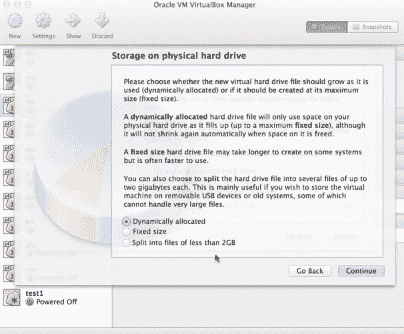 Oracle VM VirtualBox Manager
New
Settings
Show
Discard
Snapshots
Storage on physical hard drive
Please choose whether the new virtual hard drive file should grow as it is
used (dynamically allocated) or if it should be created at its maximum
size (fixed size).
A dynamically allocated hard drive file will only use space on your
physical hard drive as it fills up (up to a maximum fixed size), although
it will not shrink again automatically when space on it is freed.
A fixed size hard drive file may take longer to create on some systems
but is often faster to use.
You can also choose to split the hard drive file into several files of up to
two gigabytes each. This is mainly useful if you wish to store the virtual
machine on removable USB devices or old systems, some of which
cannot handle very large files.
Dynamically allocated
Fixed size
Split into files of less than 2GB
Go Back
Continue
test1
Powered Off